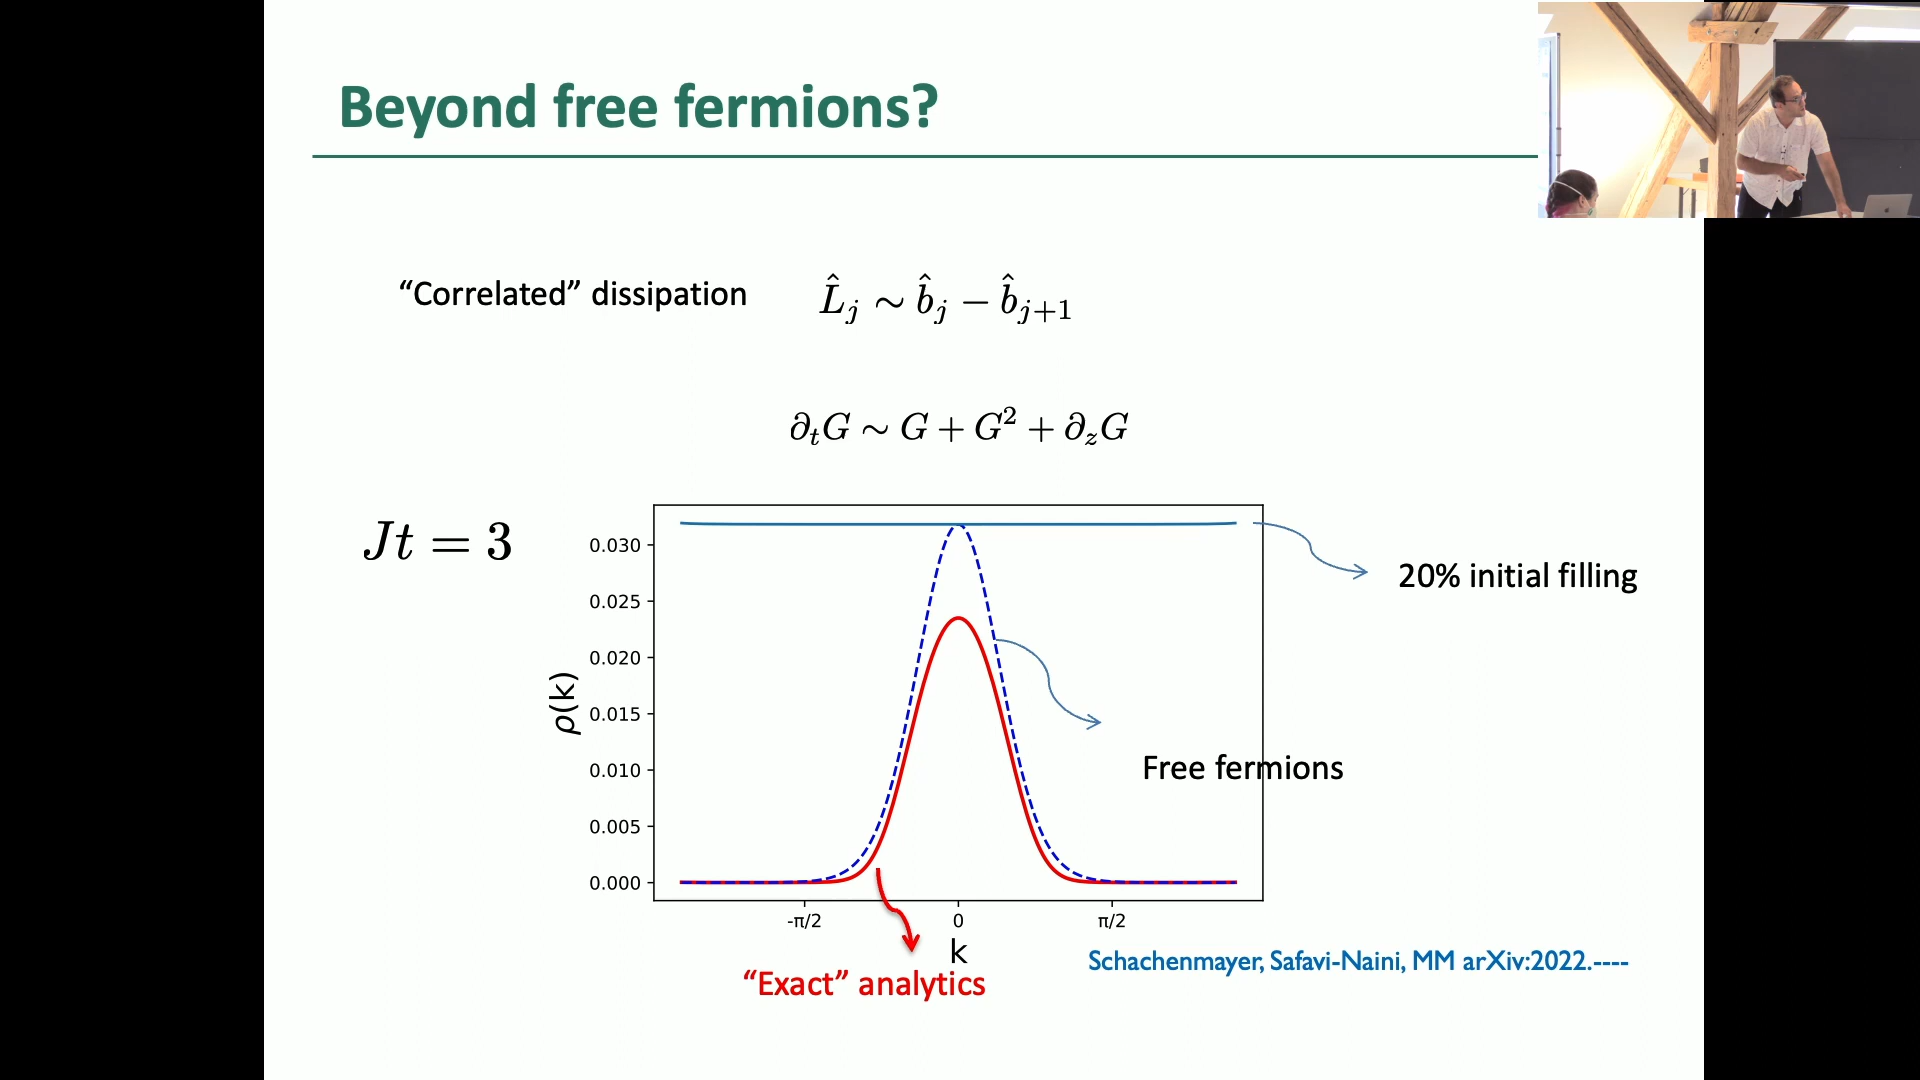 Beyond free fermions?
“Correlated” dissipation
L̂_j ∼ b̂_j − b̂_{j+1}
∂_t G ∼ G + G² + ∂_z G
Jt = 3
0.030
0.025
0.020
0.015
0.010
0.005
0.000
ρ(k)
-π/2
0
π/2
k
20% initial filling
Free fermions
“Exact” analytics
Schachenmayer, Safavi-Naini, MM arXiv:2022.----